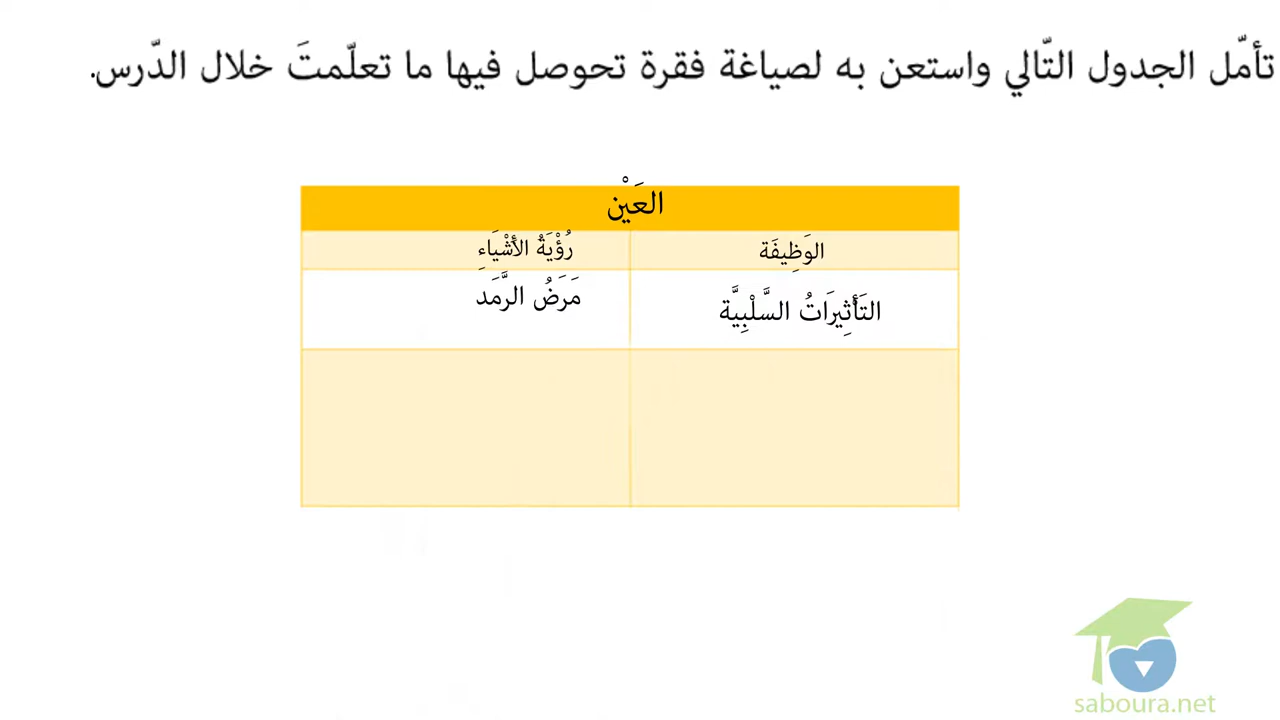 تأمّل الجدول التّالي واستعن به لصياغة فقرة تحوصل فيها ما تعلّمتَ خلال الدّرس.
العَيْن
الوَظِيفَة رُؤْيَةُ الأَشْيَاءِ
التَأْثِيرَاتُ السَّلْبِيَّة مَرَضُ الرَّمَد
saboura.net